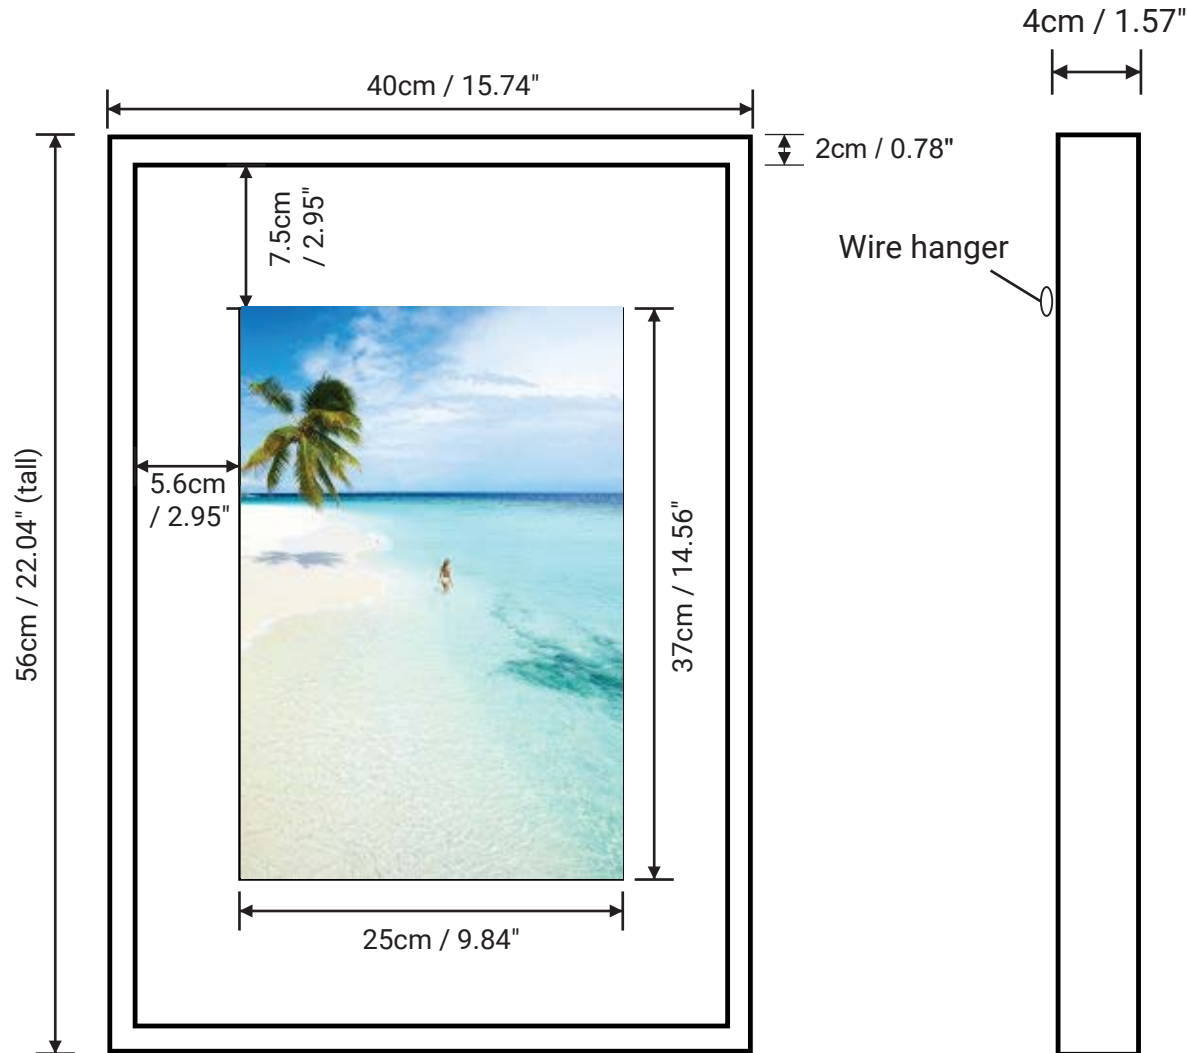 4cm / 1.57"
40cm / 15.74"
2cm / 0.78"
7.5cm
/ 2.95"
Wire hanger
5.6cm
/ 2.95"
56cm / 22.04" (tall)
37cm / 14.56"
25cm / 9.84"